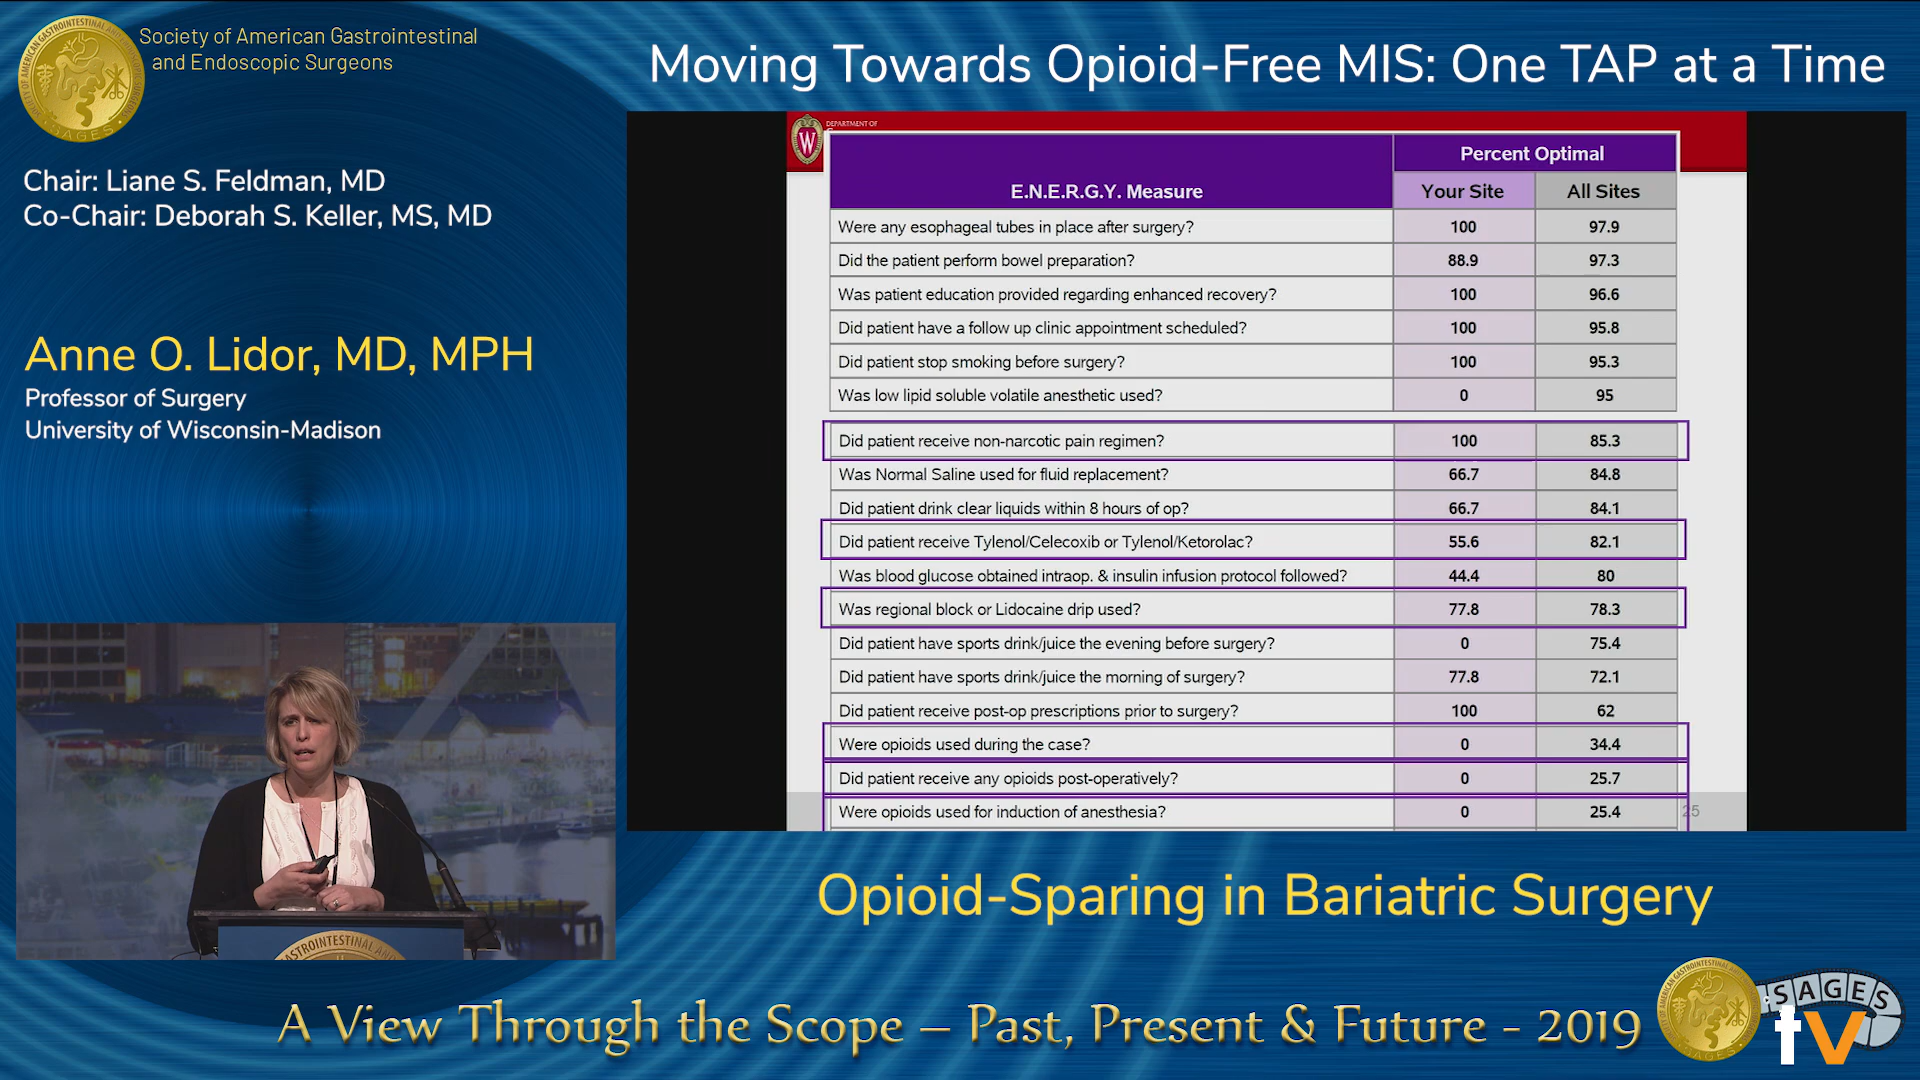 Society of American Gastrointestinal
and Endoscopic Surgeons
Moving Towards Opioid-Free MIS: One TAP at a Time
Chair: Liane S. Feldman, MD
Co-Chair: Deborah S. Keller, MS, MD
Anne O. Lidor, MD, MPH
Professor of Surgery
University of Wisconsin-Madison
W
DEPARTMENT OF
E.N.E.R.G.Y. Measure
Percent Optimal
Your Site
All Sites
Were any esophageal tubes in place after surgery? 100 97.9
Did the patient perform bowel preparation? 88.9 97.3
Was patient education provided regarding enhanced recovery? 100 96.6
Did patient have a follow up clinic appointment scheduled? 100 95.8
Did patient stop smoking before surgery? 100 95.3
Was low lipid soluble volatile anesthetic used? 0 95
Did patient receive non-narcotic pain regimen? 100 85.3
Was Normal Saline used for fluid replacement? 66.7 84.8
Did patient drink clear liquids within 8 hours of op? 66.7 84.1
Did patient receive Tylenol/Celecoxib or Tylenol/Ketorolac? 55.6 82.1
Was blood glucose obtained intraop. & insulin infusion protocol followed? 44.4 80
Was regional block or Lidocaine drip used? 77.8 78.3
Did patient have sports drink/juice the evening before surgery? 0 75.4
Did patient have sports drink/juice the morning of surgery? 77.8 72.1
Did patient receive post-op prescriptions prior to surgery? 100 62
Were opioids used during the case? 0 34.4
Did patient receive any opioids post-operatively? 0 25.7
Were opioids used for induction of anesthesia? 0 25.4
25
Opioid-Sparing in Bariatric Surgery
A View Through the Scope – Past, Present & Future - 2019
SAGES
tv